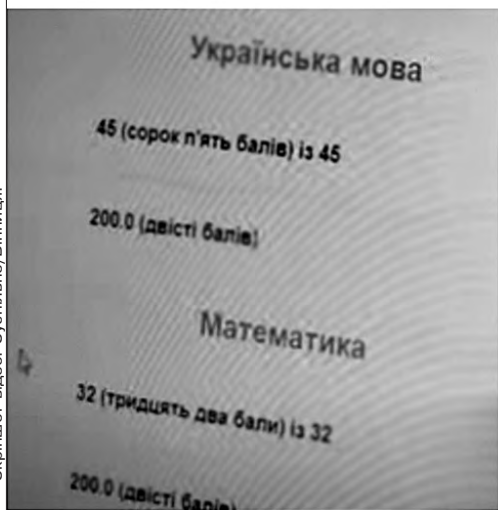 Українська мова
45 (сорок п'ять балів) із 45
200.0 (двісті балів)
Математика
32 (тридцять два бали) із 32
200.0 (двісті балів)